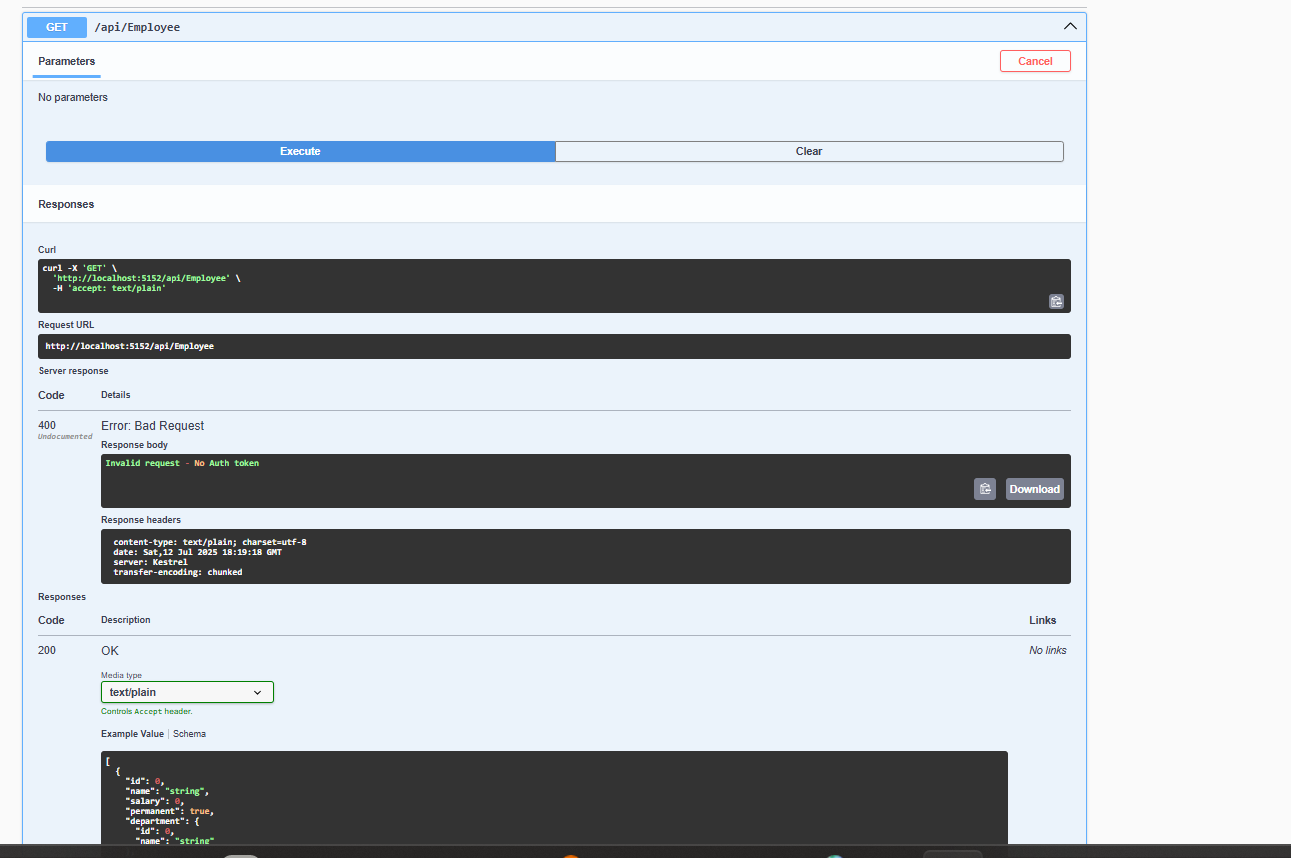 GET /api/Employee
Parameters Cancel
No parameters
Execute Clear
Responses
Curl
curl -X 'GET' \
'http://localhost:5152/api/Employee' \
-H 'accept: text/plain'
Request URL
http://localhost:5152/api/Employee
Server response
Code Details
400 Error: Bad Request
Undocumented
Response body
Invalid request - No Auth token
Download
Response headers
content-type: text/plain; charset=utf-8
date: Sat,12 Jul 2025 18:19:18 GMT
server: Kestrel
transfer-encoding: chunked
Responses
Code Description Links
200 OK No links
Media type
text/plain
Controls Accept header.
Example Value | Schema
[
{
"id": 0,
"name": "string",
"salary": 0,
"permanent": true,
"department": {
"id": 0,
"name": "string"